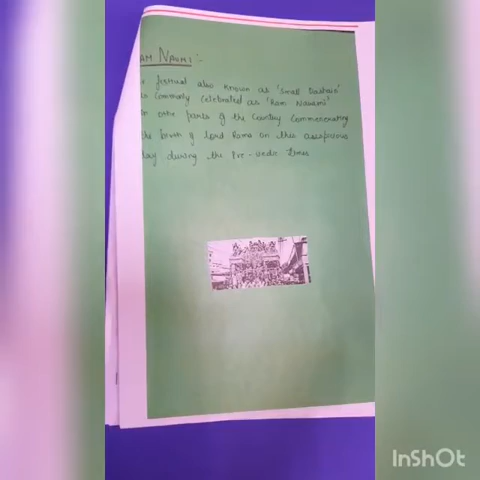 AM NAVMI :-
festival also known as 'Small Dashain'
is Commonly celebrated as 'Ram Navami'
in other parts of the Country Commemorating
the birth of lord Rama on this auspicious
day during the Pre-vedic times
InShOt